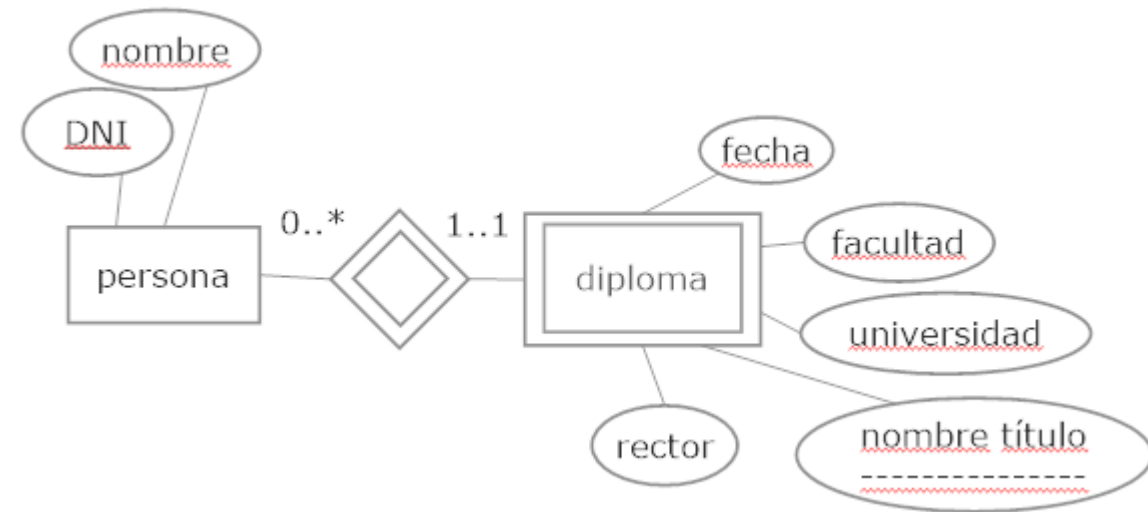 nombre
DNI
fecha
0..*
1..1
facultad
persona
diploma
universidad
rector
nombre título
---------------